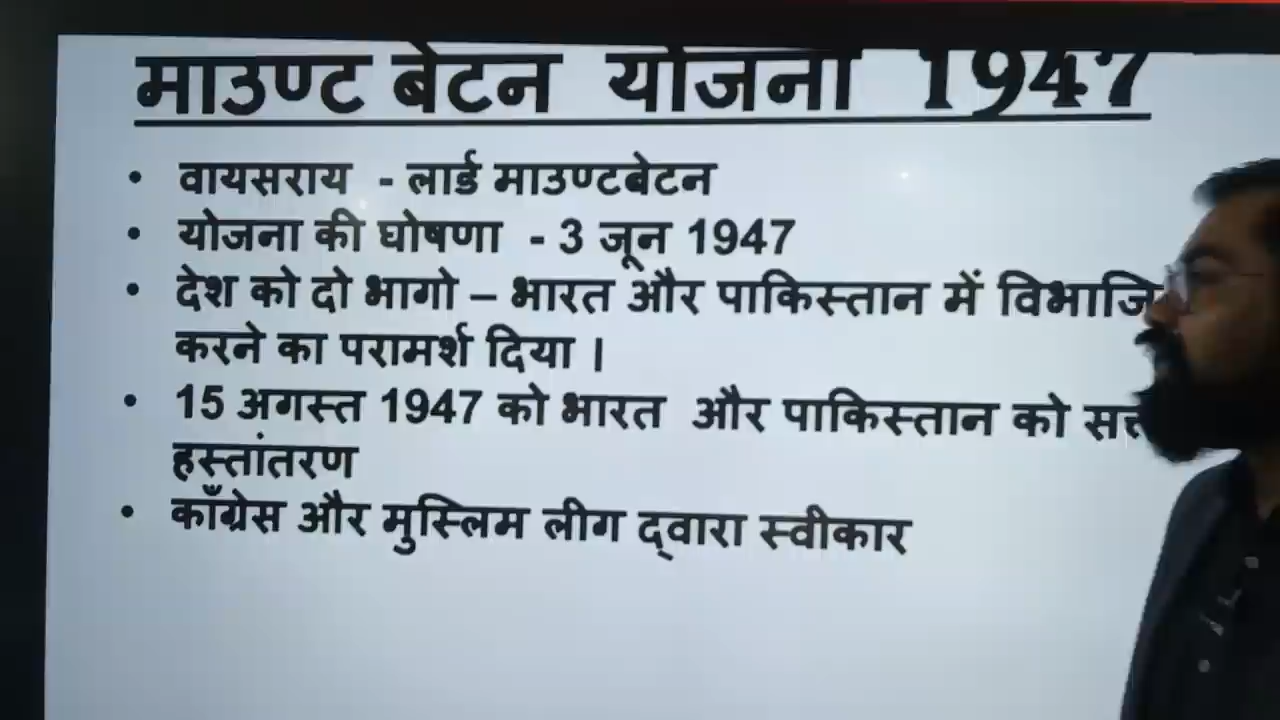 माउण्ट बेटन योजना 1947
• वायसराय - लार्ड माउण्टबेटन
• योजना की घोषणा - 3 जून 1947
• देश को दो भागो – भारत और पाकिस्तान में
करने का परामर्श दिया ।
• 15 अगस्त 1947 को भारत और पाकिस्तान को
हस्तांतरण
• काँग्रेस और मुस्लिम लीग द्वारा स्वीकार